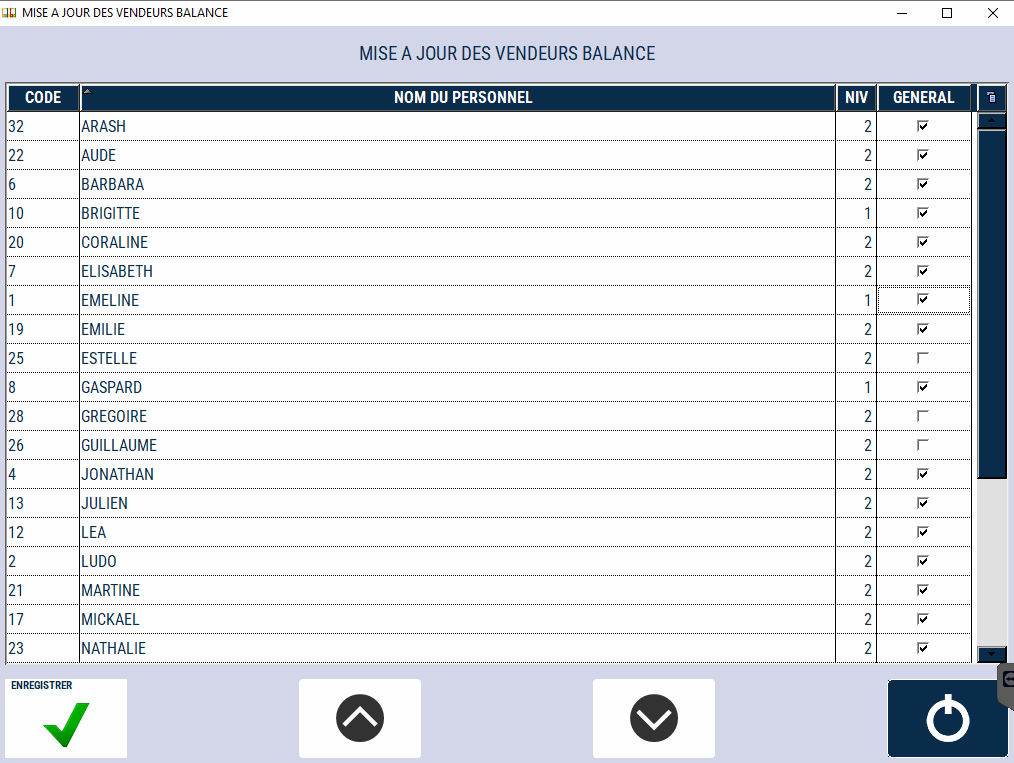 MISE A JOUR DES VENDEURS BALANCE
MISE A JOUR DES VENDEURS BALANCE
CODE NOM DU PERSONNEL NIV GENERAL
32 ARASH 2
22 AUDE 2
6 BARBARA 2
10 BRIGITTE 1
20 CORALINE 2
7 ELISABETH 2
1 EMELINE 1
19 EMILIE 2
25 ESTELLE 2
8 GASPARD 1
28 GREGOIRE 2
26 GUILLAUME 2
4 JONATHAN 2
13 JULIEN 2
12 LEA 2
2 LUDO 2
21 MARTINE 2
17 MICKAEL 2
23 NATHALIE 2
ENREGISTRER